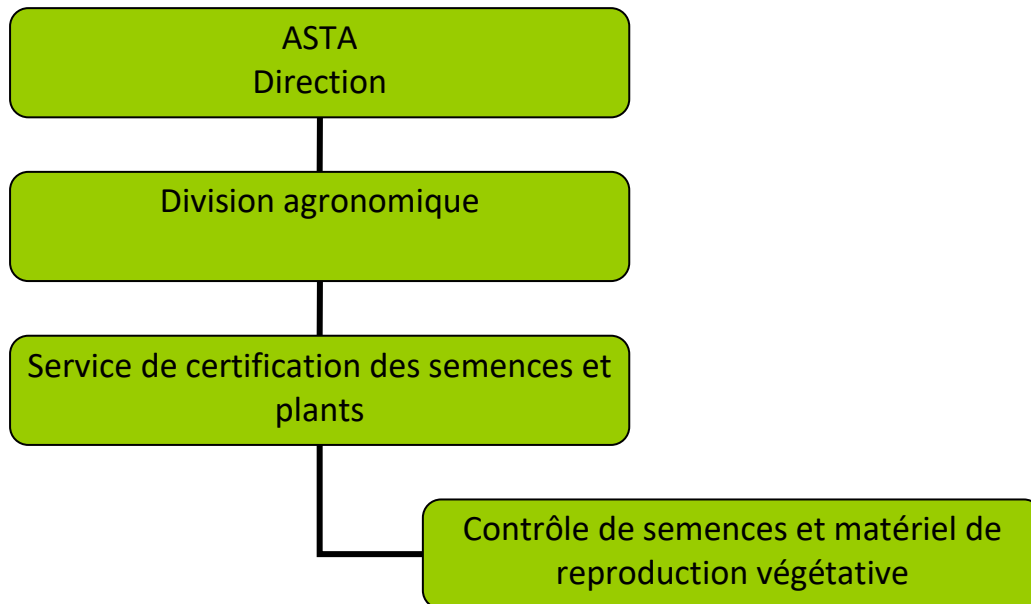 ASTA
Direction
Division agronomique
Service de certification des semences et
plants
Contrôle de semences et matériel de
reproduction végétative